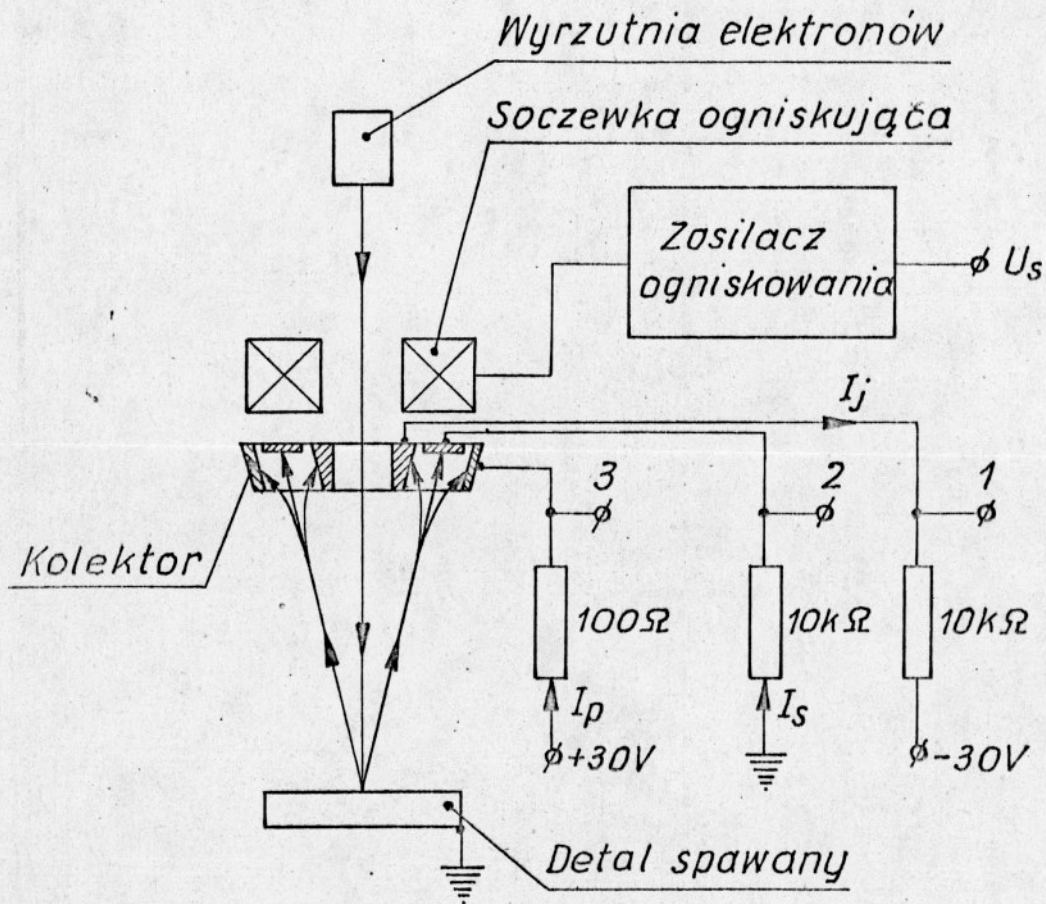 Wyrzutnia elektronów
Soczewka ogniskująca
Zasilacz
ogniskowania
Us
Ij
3
2
1
Kolektor
100Ω
10kΩ
10kΩ
Ip
Is
+30V
-30V
Detal spawany